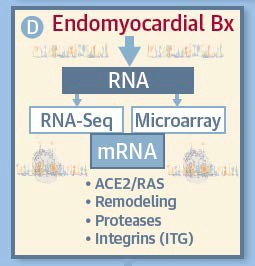 D Endomyocardial Bx
RNA
RNA-Seq Microarray
mRNA
• ACE2/RAS
• Remodeling
• Proteases
• Integrins (ITG)